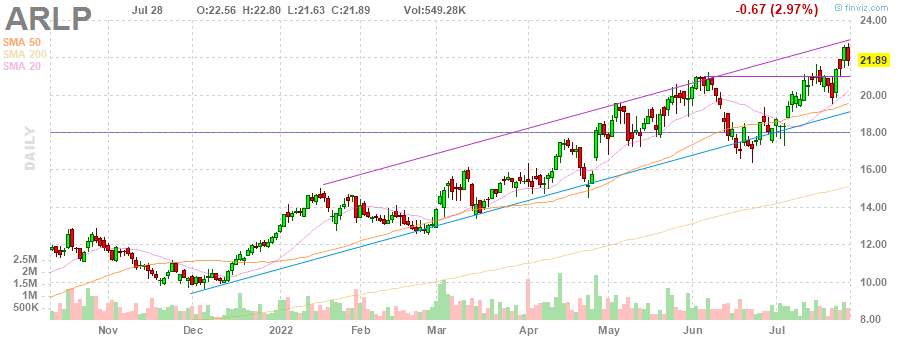 ARLP Jul 28 O:22.56 H:22.80 L:21.63 C:21.89 Vol:549.28K -0.67 (2.97%) © finviz.com
SMA 50
SMA 200
SMA 20
DAILY
24.00
21.89
20.00
18.00
16.00
14.00
12.00
10.00
8.00
2.5M
2M
1.5M
1M
500K
Nov Dec 2022 Feb Mar Apr May Jun Jul